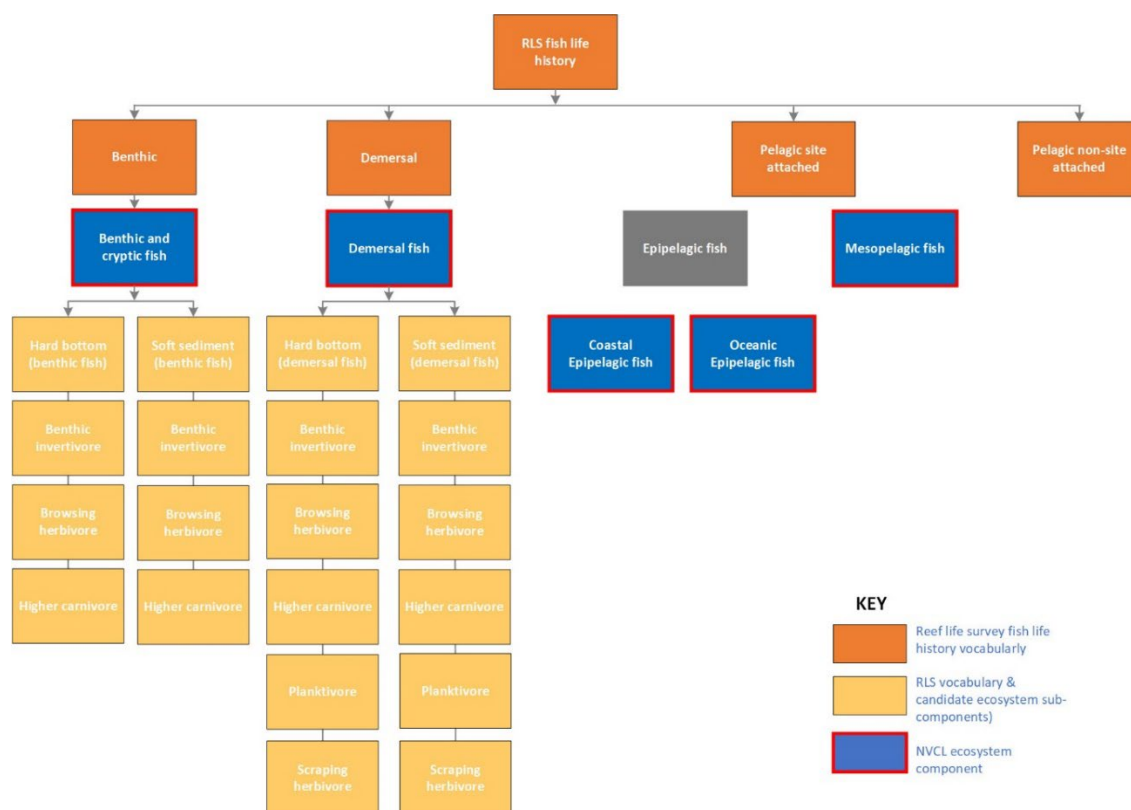 RLS fish life
history
Benthic
Demersal
Pelagic site
attached
Pelagic non-site
attached
Benthic and
cryptic fish
Demersal fish
Epipelagic fish
Mesopelagic fish
Hard bottom
(benthic fish)
Soft sediment
(benthic fish)
Hard bottom
(demersal fish)
Soft sediment
(demersal fish)
Coastal
Epipelagic fish
Oceanic
Epipelagic fish
Benthic
invertivore
Benthic
invertivore
Benthic
invertivore
Benthic
invertivore
Browsing
herbivore
Browsing
herbivore
Browsing
herbivore
Browsing
herbivore
Higher carnivore
Higher carnivore
Higher carnivore
Higher carnivore
Planktivore
Planktivore
Scraping
herbivore
Scraping
herbivore
KEY
Reef life survey fish life
history vocabularly
RLS vocabulary &
candidate ecosystem sub-
components)
NVCL ecosystem
component